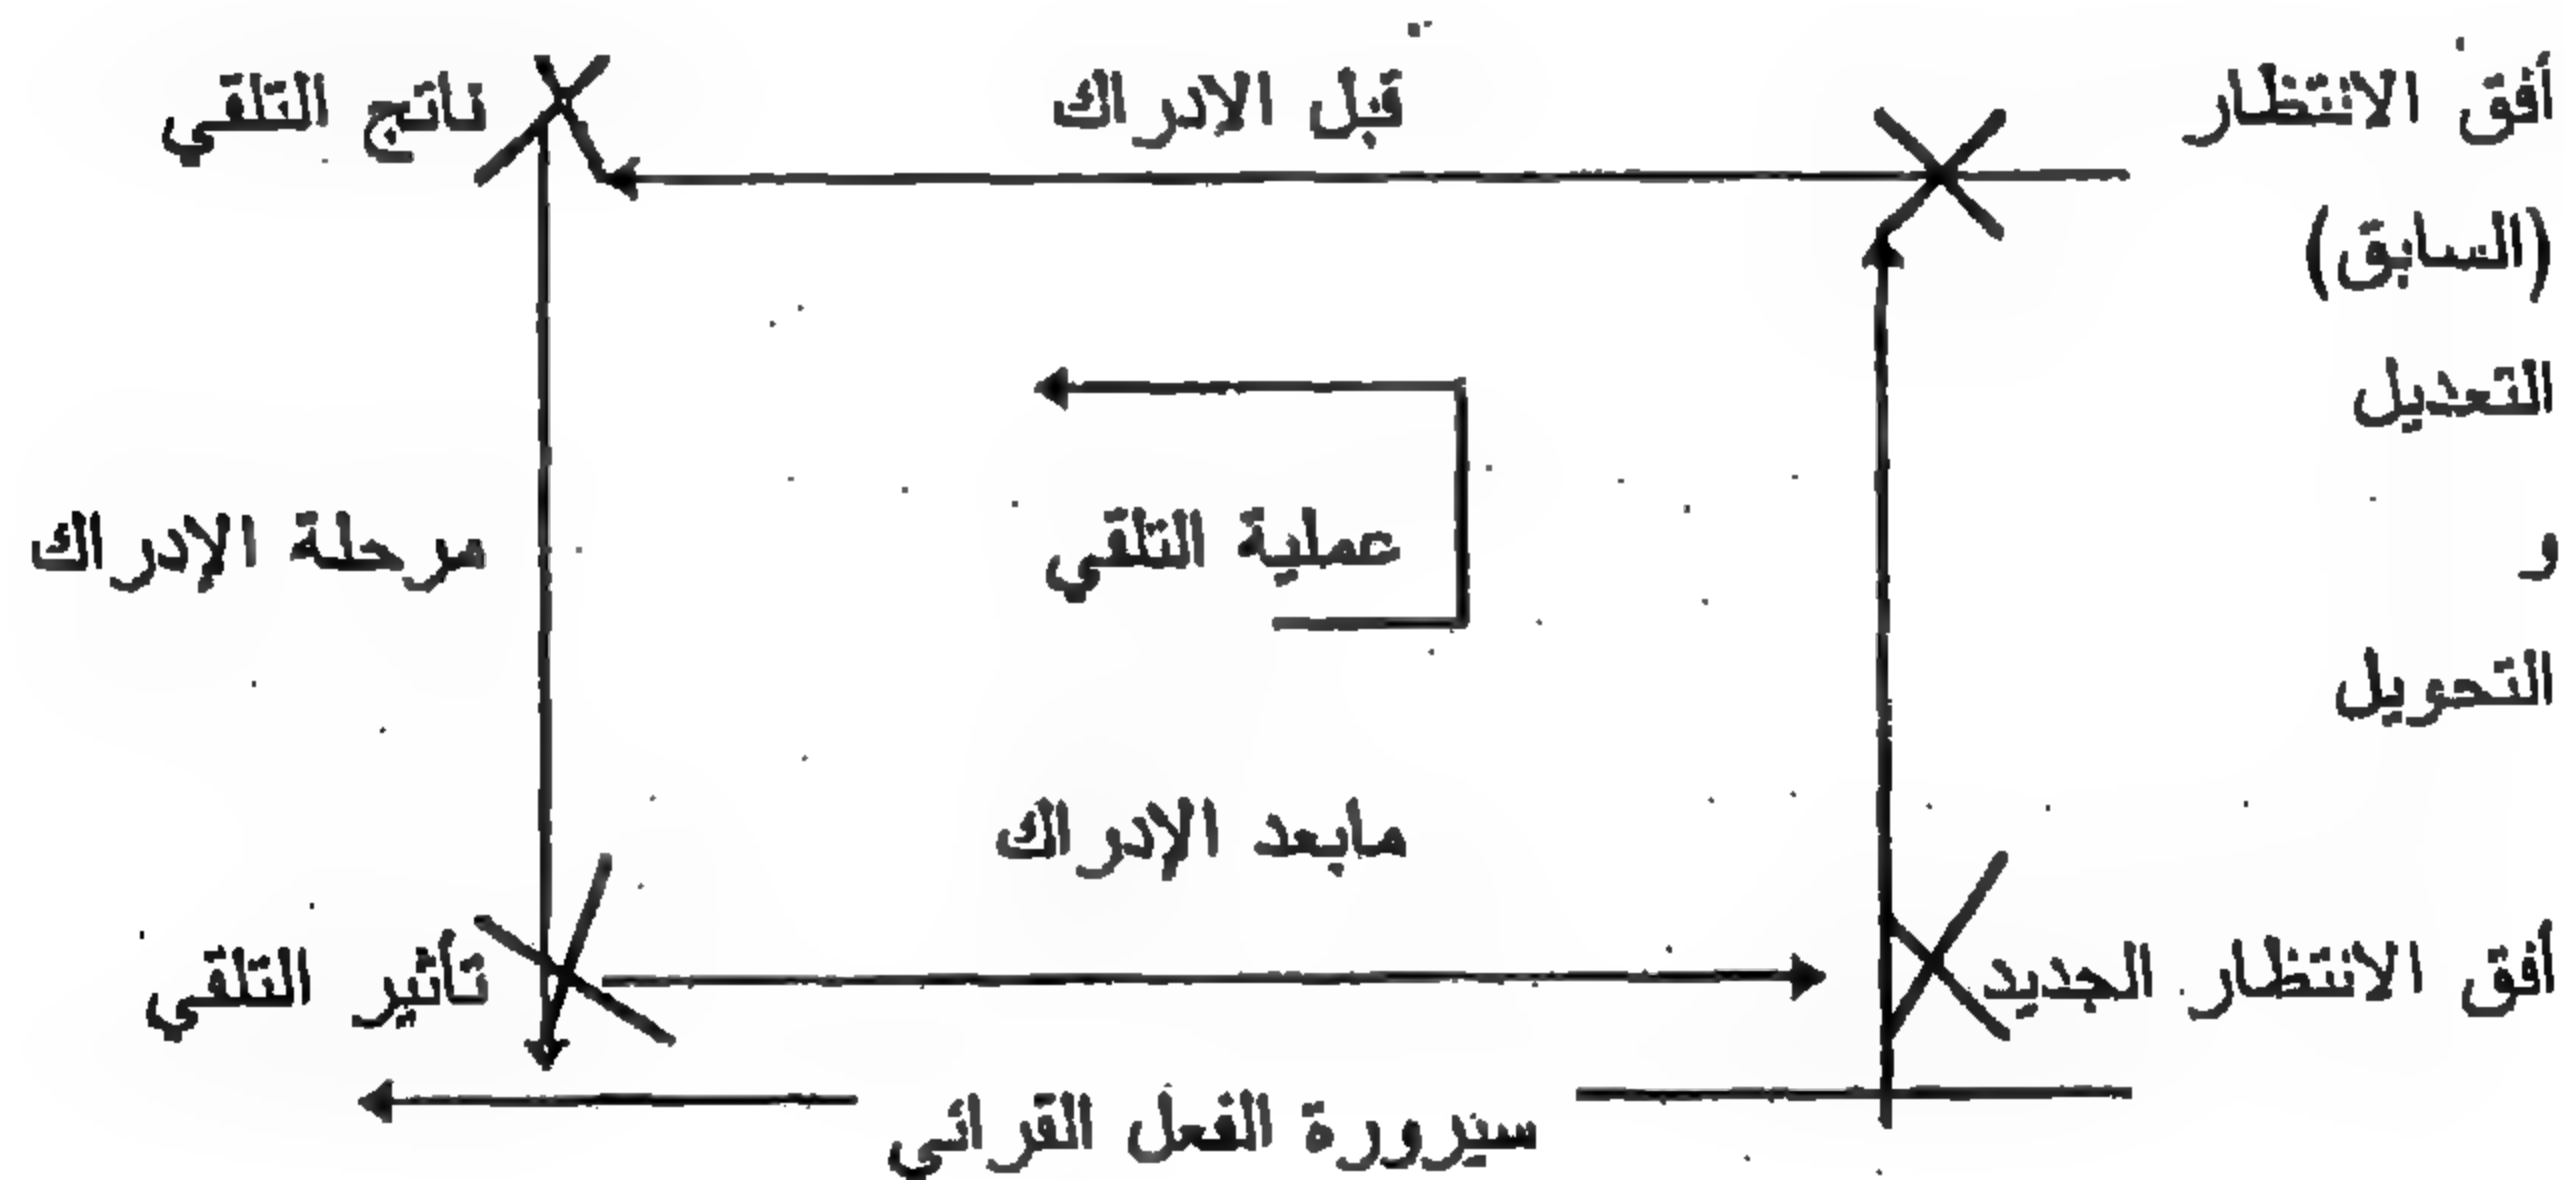 أفق الانتظار قبل الادراك ناتج التلقي
(السابق)
التعديل
و عملية التلقي مرحلة الإدراك
التحويل
مابعد الإدراك
أفق الانتظار الجديد تأثير التلقي
سيرورة الفعل القرائي